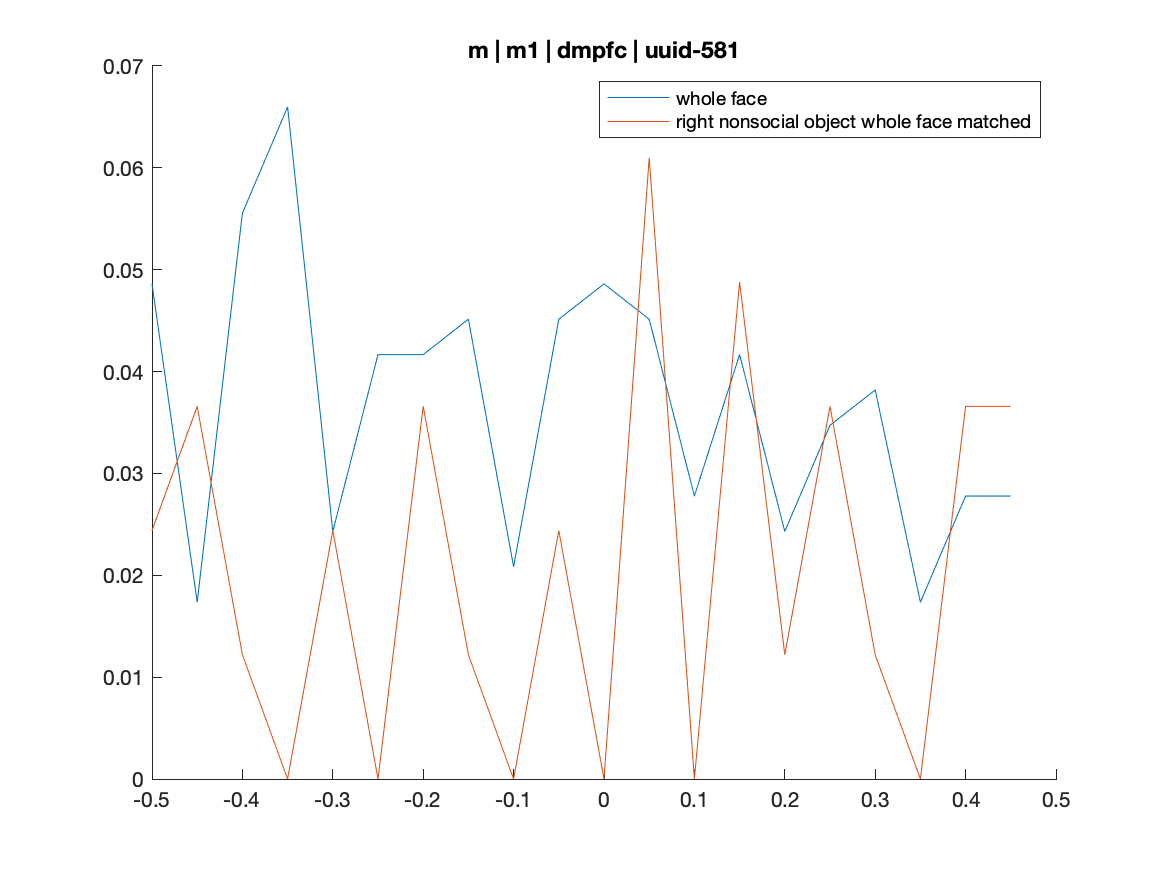 m | m1 | dmpfc | uuid-581
0.07
whole face
right nonsocial object whole face matched
0.06
0.05
0.04
0.03
0.02
0.01
0
-0.5 -0.4 -0.3 -0.2 -0.1 0 0.1 0.2 0.3 0.4 0.5